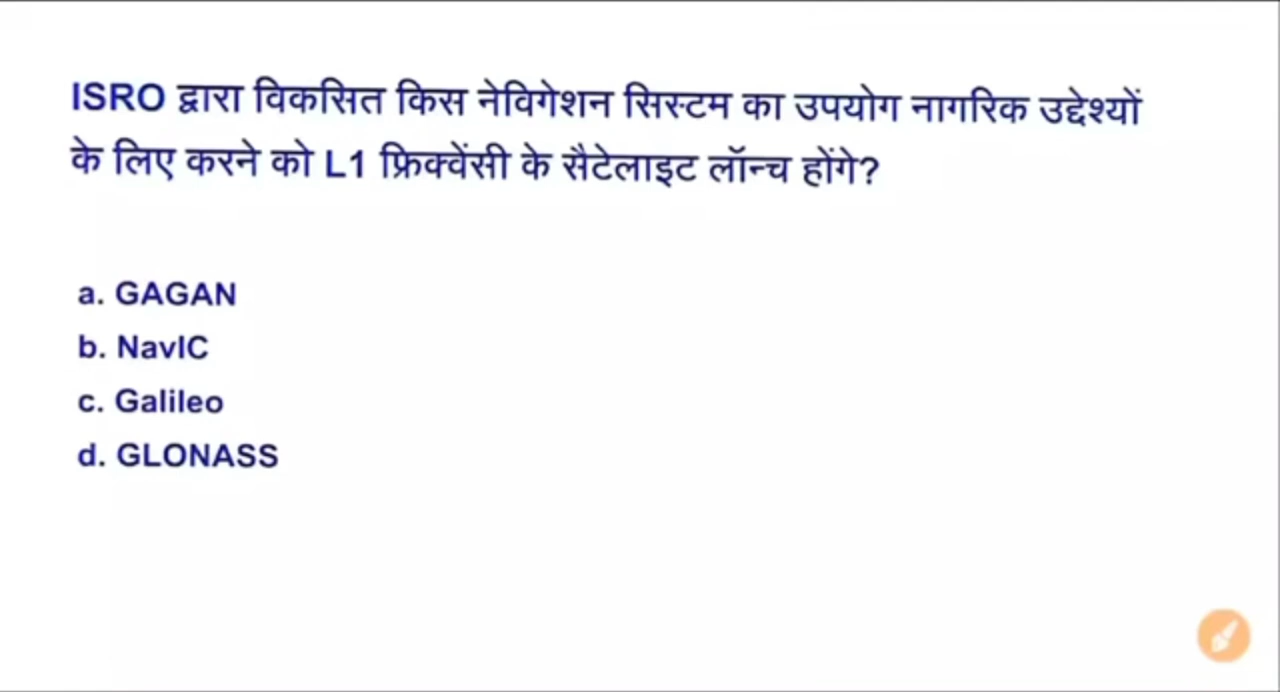 ISRO द्वारा विकसित किस नेविगेशन सिस्टम का उपयोग नागरिक उद्देश्यों
के लिए करने को L1 फ्रिक्वेंसी के सैटेलाइट लॉन्च होंगे?
a. GAGAN
b. NavIC
c. Galileo
d. GLONASS